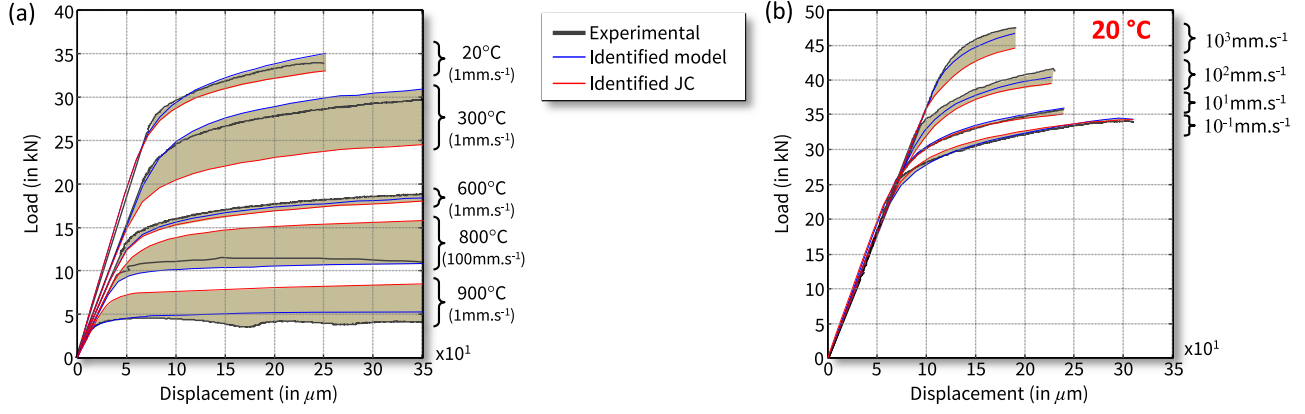 (a)
40
35
30
25
20
15
10
5
0
Load (in kN)
0 5 10 15 20 25 30 35
x10¹
Displacement (in μm)
20°C
(1mm.s⁻¹)
300°C
(1mm.s⁻¹)
600°C
(1mm.s⁻¹)
800°C
(100mm.s⁻¹)
900°C
(1mm.s⁻¹)
Experimental
Identified model
Identified JC
(b)
20 °C
50
45
40
35
30
25
20
15
10
5
0
Load (in kN)
0 5 10 15 20 25 30 35
x10¹
Displacement (in μm)
10³mm.s⁻¹
10²mm.s⁻¹
10¹mm.s⁻¹
10⁻¹mm.s⁻¹